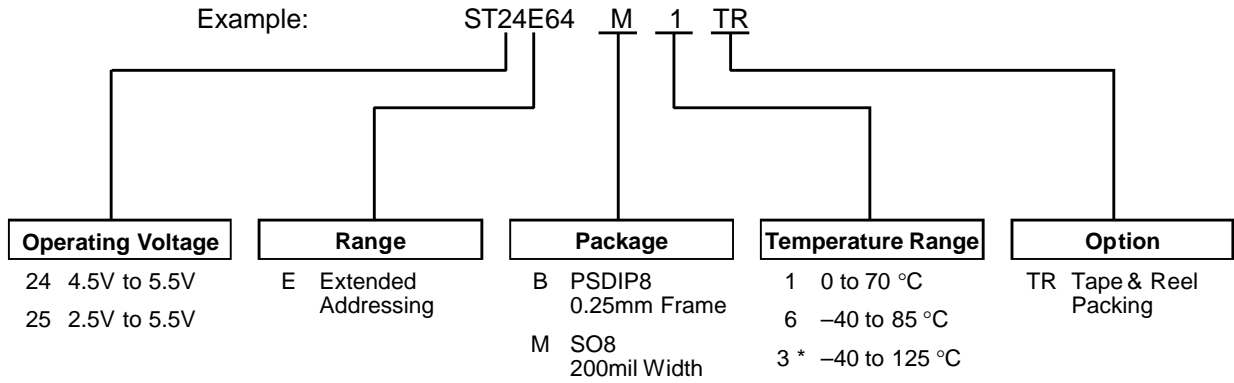 Example: ST24E64 M 1 TR
Operating Voltage
24 4.5V to 5.5V
25 2.5V to 5.5V
Range
E Extended
Addressing
Package
B PSDIP8
0.25mm Frame
M SO8
200mil Width
Temperature Range
1 0 to 70 °C
6 –40 to 85 °C
3 * –40 to 125 °C
Option
TR Tape & Reel
Packing